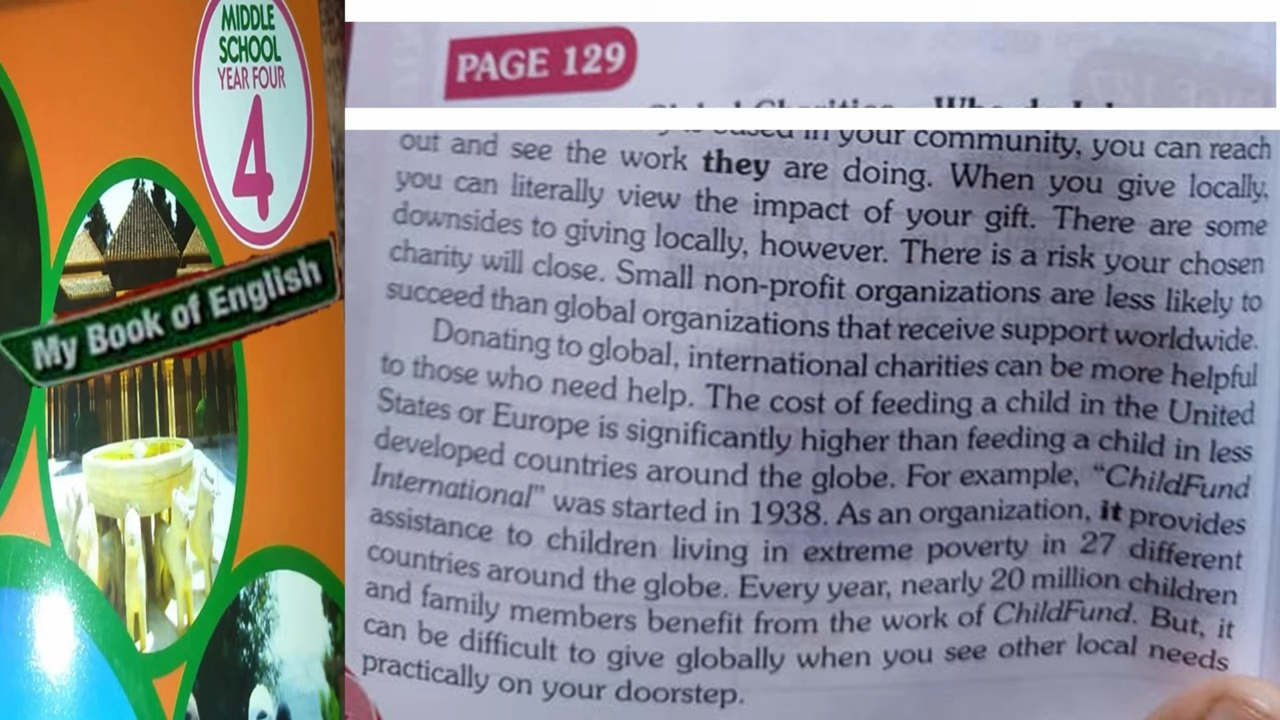 MIDDLE
SCHOOL
YEAR FOUR
4
My Book of English
PAGE 129
in your community, you can reach
out and see the work they are doing. When you give locally,
you can literally view the impact of your gift. There are some
downsides to giving locally, however. There is a risk your chosen
charity will close. Small non-profit organizations are less likely to
succeed than global organizations that receive support worldwide.
Donating to global, international charities can be more helpful
to those who need help. The cost of feeding a child in the United
States or Europe is significantly higher than feeding a child in less
developed countries around the globe. For example, "ChildFund
International" was started in 1938. As an organization, it provides
assistance to children living in extreme poverty in 27 different
countries around the globe. Every year, nearly 20 million children
and family members benefit from the work of ChildFund. But, it
can be difficult to give globally when you see other local needs
practically on your doorstep.